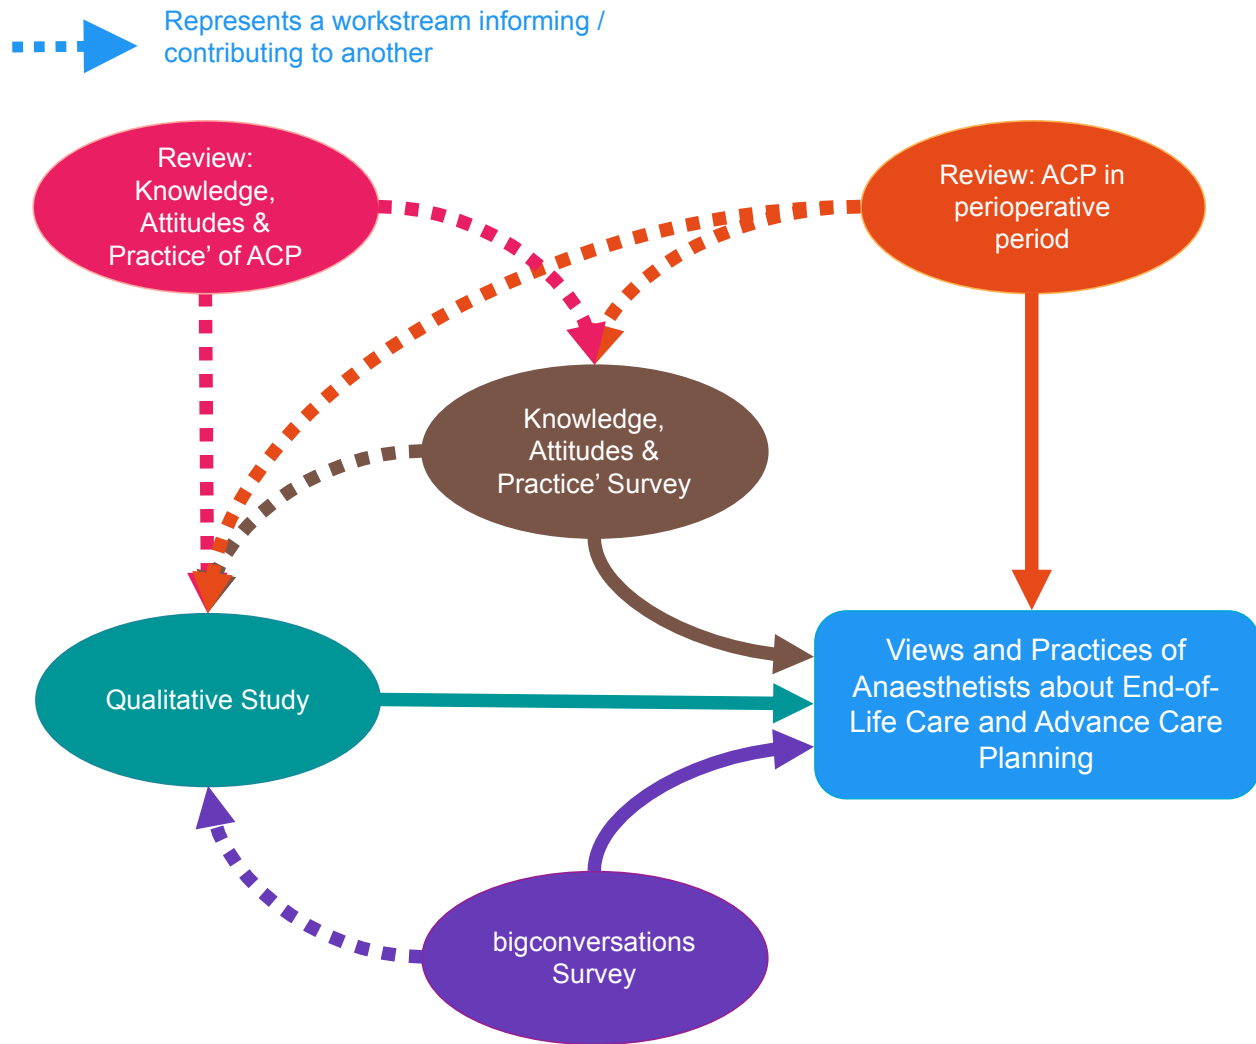 Represents a workstream informing /
contributing to another
Review:
Knowledge,
Attitudes &
Practice’ of ACP
Review: ACP in
perioperative
period
Knowledge,
Attitudes &
Practice’ Survey
Qualitative Study
Views and Practices of
Anaesthetists about End-of-
Life Care and Advance Care
Planning
bigconversations
Survey